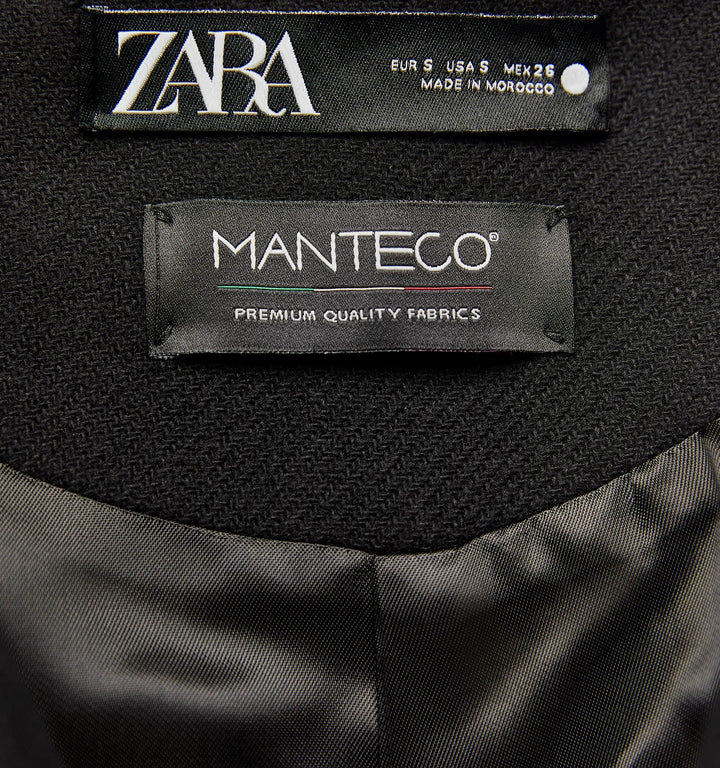 ZARA
EUR S USA S MEX 26
MADE IN MOROCCO
MANTECO®
PREMIUM QUALITY FABRICS